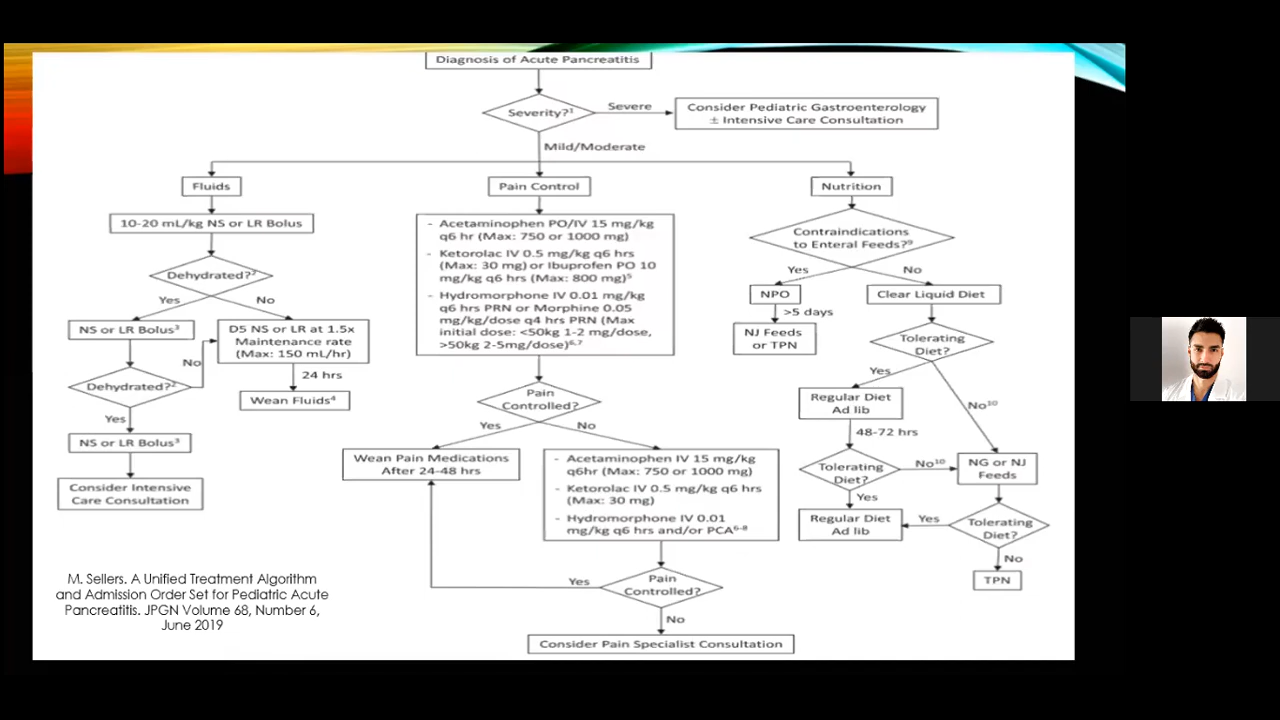 Diagnosis of Acute Pancreatitis
Severity?¹
Severe
Consider Pediatric Gastroenterology
± Intensive Care Consultation
Mild/Moderate
Fluids
10-20 mL/kg NS or LR Bolus
Dehydrated?²
Yes
No
NS or LR Bolus³
D5 NS or LR at 1.5x
Maintenance rate
(Max: 150 mL/hr)
No
24 hrs
Dehydrated?²
Wean Fluids⁴
Yes
NS or LR Bolus³
Consider Intensive
Care Consultation
Pain Control
- Acetaminophen PO/IV 15 mg/kg
q6 hr (Max: 750 or 1000 mg)
- Ketorolac IV 0.5 mg/kg q6 hrs
(Max: 30 mg) or Ibuprofen PO 10
mg/kg q6 hrs (Max: 800 mg)⁵
- Hydromorphone IV 0.01 mg/kg
q6 hrs PRN or Morphine 0.05
mg/kg/dose q4 hrs PRN (Max
initial dose: <50kg 1-2 mg/dose,
>50kg 2-5mg/dose)⁶,⁷
Pain
Controlled?
Yes
No
Wean Pain Medications
After 24-48 hrs
- Acetaminophen IV 15 mg/kg
q6hr (Max: 750 or 1000 mg)
- Ketorolac IV 0.5 mg/kg q6 hrs
(Max: 30 mg)
- Hydromorphone IV 0.01
mg/kg q6 hrs and/or PCA⁶⁻⁸
Yes
Pain
Controlled?
No
Consider Pain Specialist Consultation
Nutrition
Contraindications
to Enteral Feeds?⁹
Yes
No
NPO
Clear Liquid Diet
>5 days
NJ Feeds
or TPN
Tolerating
Diet?
Yes
No¹⁰
Regular Diet
Ad lib
48-72 hrs
Tolerating
Diet?
No¹⁰
NG or NJ
Feeds
Yes
Regular Diet
Ad lib
Yes
Tolerating
Diet?
No
TPN
M. Sellers. A Unified Treatment Algorithm
and Admission Order Set for Pediatric Acute
Pancreatitis. JPGN Volume 68, Number 6,
June 2019